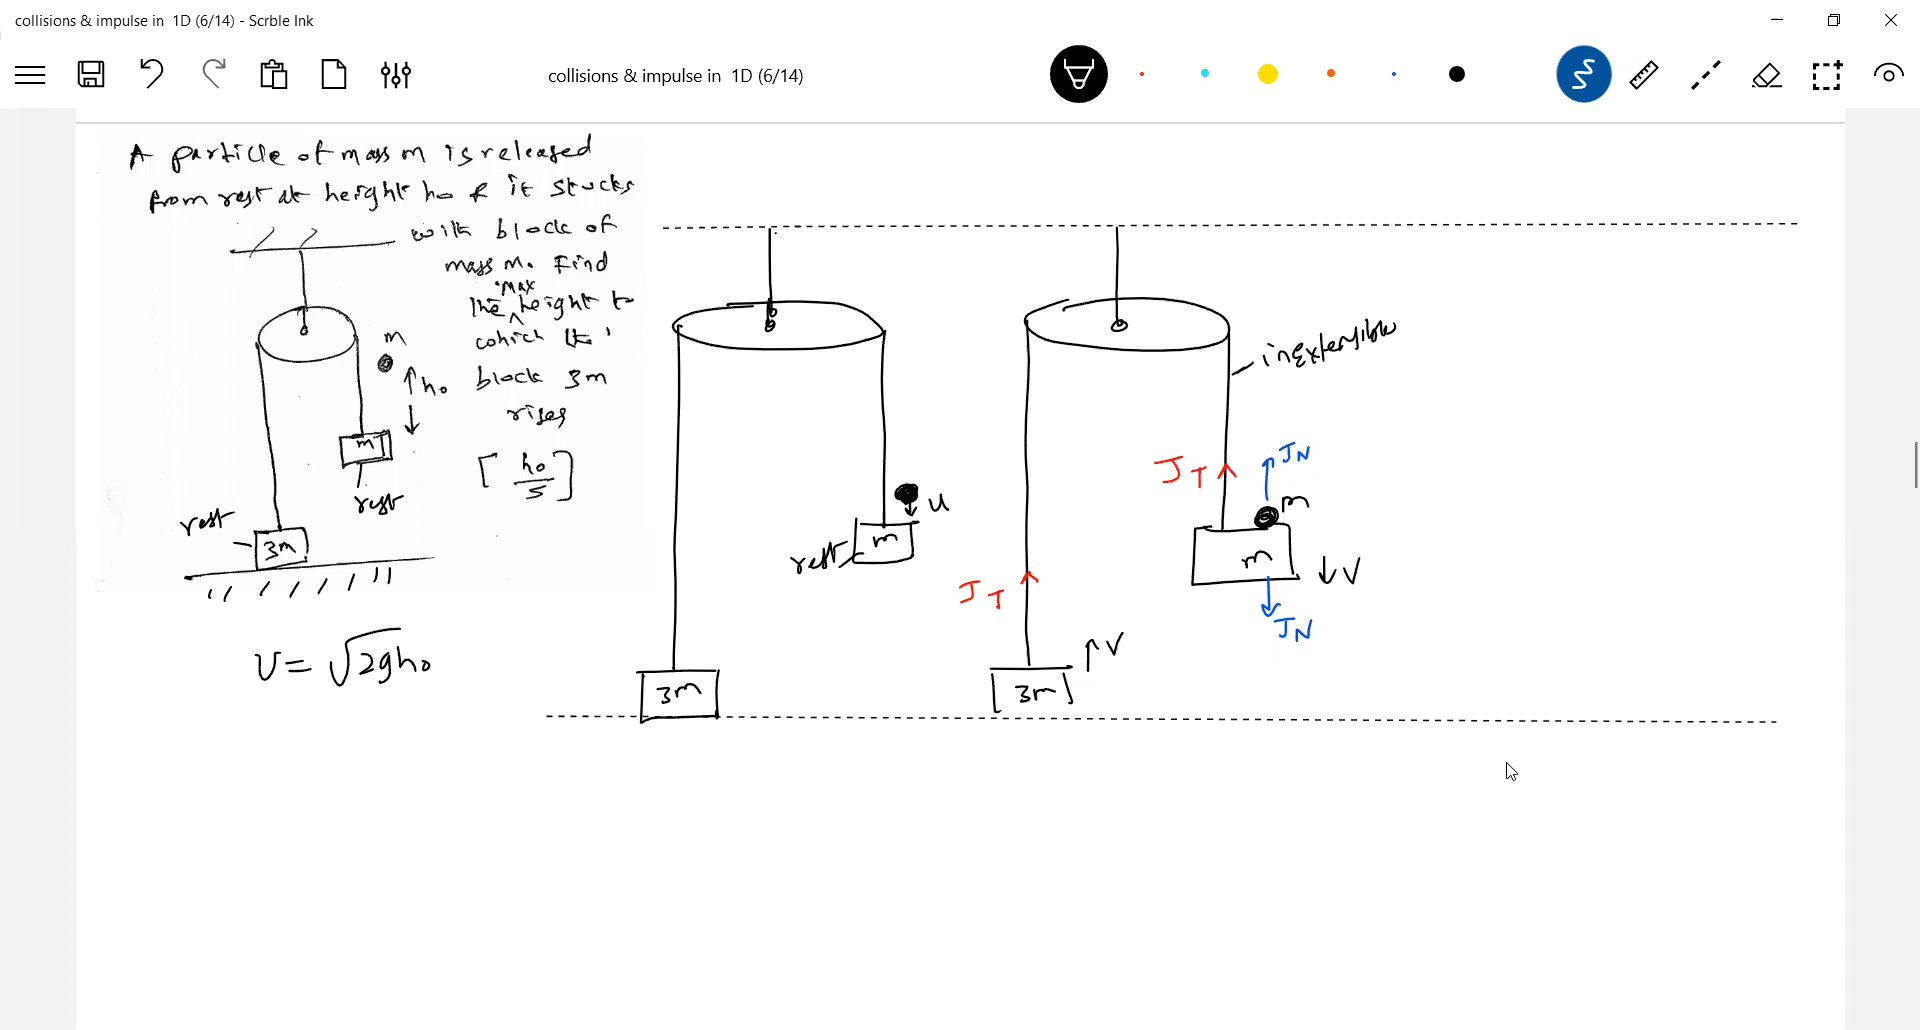 collisions & impulse in 1D (6/14) - Scrble Ink
collisions & impulse in 1D (6/14)
A particle of mass m is released
from rest at height h₀ & it stucks
with block of
mass m. Find
max
the height to
which the
block 3m
rises
[h₀/5]
m
h₀
m
rest
rest
3m
u
m
rest
3m
inextensible
J_T
J_N
m
m
↓V
J_N
J_T
↑V
3m
U = √2gh₀